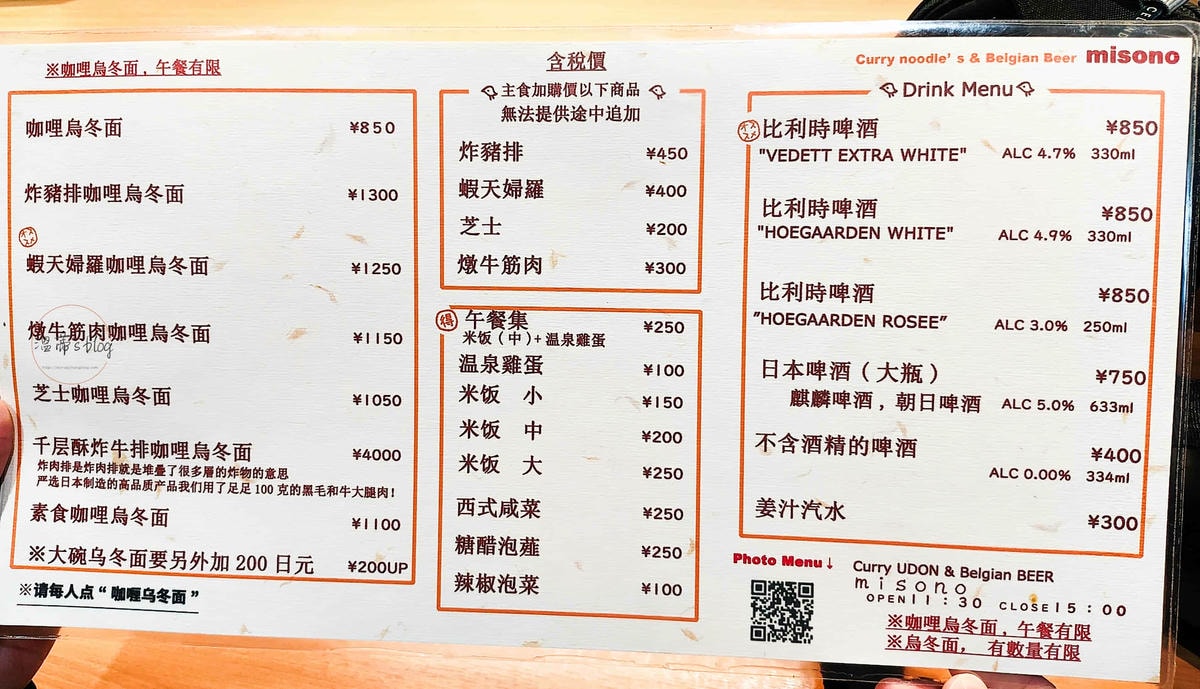 ※咖哩烏冬面，午餐有限
咖哩烏冬面 ¥850
炸豬排咖哩烏冬面 ¥1300
オススメ
蝦天婦羅咖哩烏冬面 ¥1250
燉牛筋肉咖哩烏冬面 ¥1150
芝士咖哩烏冬面 ¥1050
千层酥炸牛排咖哩烏冬面 ¥4000
炸肉排是炸肉排就是堆疊了很多層的炸物的意思
严选日本制造的高品质产品我们用了足足 100 克的黑毛和牛大腿肉！
素食咖哩烏冬面 ¥1100
※大碗乌冬面要另外加 200 日元 ¥200UP
※请每人点 “ 咖喱乌冬面 ”
含稅價
主食加購價以下商品
無法提供途中追加
炸豬排 ¥450
蝦天婦羅 ¥400
芝士 ¥200
燉牛筋肉 ¥300
得 午餐集 ¥250
米饭（中）+ 温泉雞蛋
温泉雞蛋 ¥100
米饭 小 ¥150
米饭 中 ¥200
米饭 大 ¥250
西式咸菜 ¥250
糖醋泡薤 ¥250
辣椒泡菜 ¥100
Curry noodle's & Belgian Beer misono
Drink Menu
オススメ 比利時啤酒 ¥850
"VEDETT EXTRA WHITE" ALC 4.7% 330ml
比利時啤酒 ¥850
"HOEGAARDEN WHITE" ALC 4.9% 330ml
比利時啤酒 ¥850
"HOEGAARDEN ROSEE" ALC 3.0% 250ml
日本啤酒（大瓶） ¥750
麒麟啤酒，朝日啤酒 ALC 5.0% 633ml
不含酒精的啤酒 ¥400
ALC 0.00% 334ml
姜汁汽水 ¥300
Photo Menu↓
Curry UDON & Belgian BEER
misono
OPEN11：30 CLOSE15：00
※咖哩烏冬面，午餐有限
※烏冬面， 有數量有限